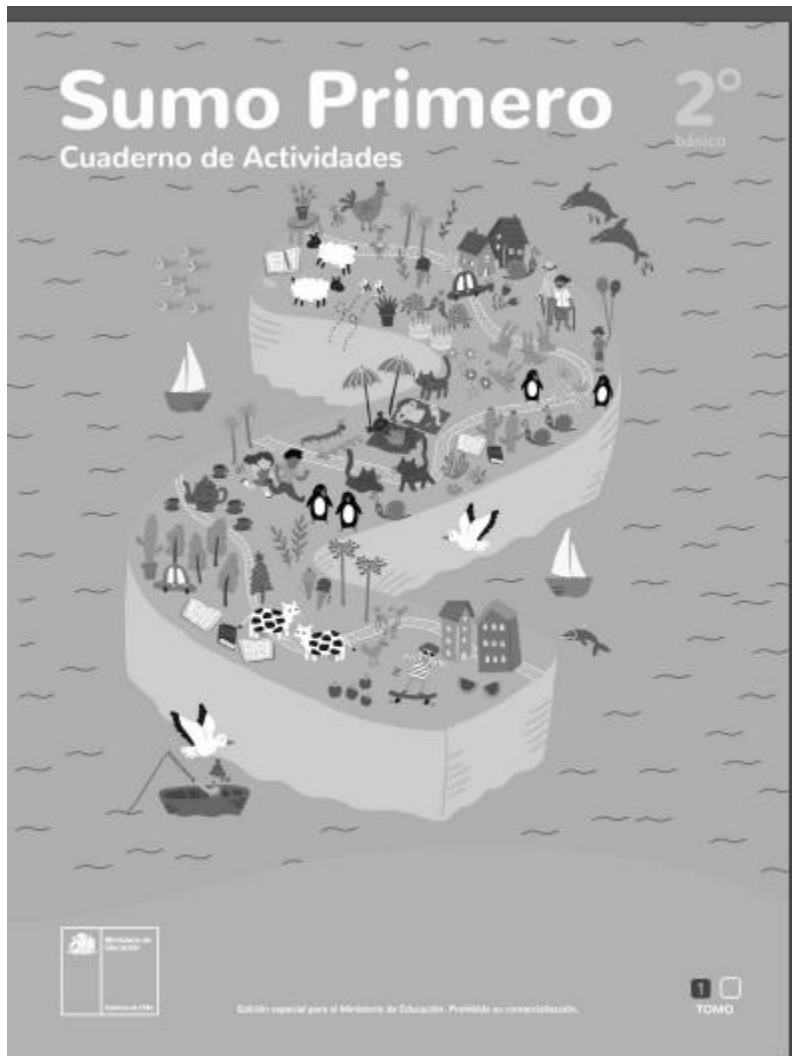 Sumo Primero
2°
básico
Cuaderno de Actividades
Ministerio de
Educación
Gobierno de Chile
Edición especial para el Ministerio de Educación. Prohibida su comercialización.
1
TOMO